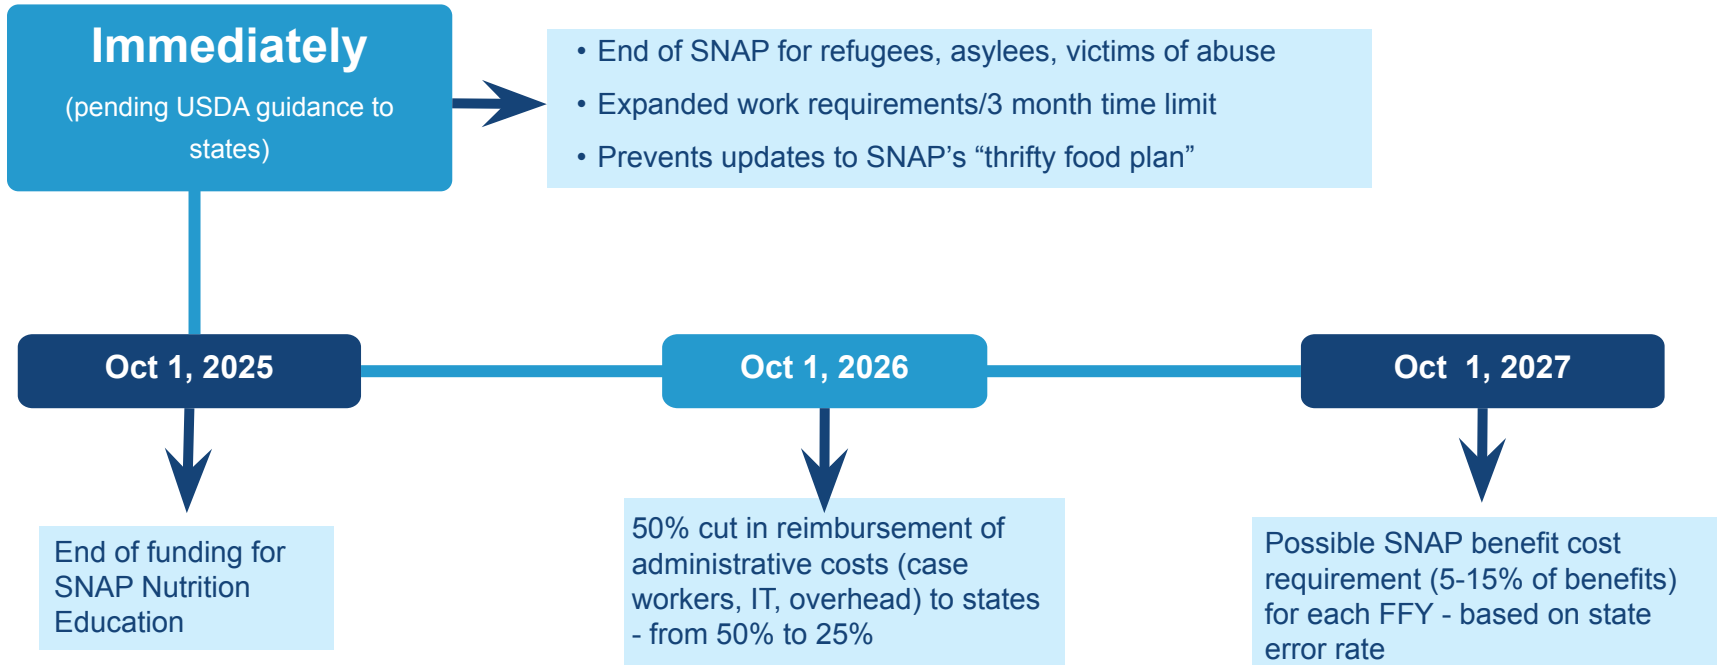 Immediately
(pending USDA guidance to
states)
• End of SNAP for refugees, asylees, victims of abuse
• Expanded work requirements/3 month time limit
• Prevents updates to SNAP’s “thrifty food plan”
Oct 1, 2025
Oct 1, 2026
Oct 1, 2027
End of funding for
SNAP Nutrition
Education
50% cut in reimbursement of
administrative costs (case
workers, IT, overhead) to states
- from 50% to 25%
Possible SNAP benefit cost
requirement (5-15% of benefits)
for each FFY - based on state
error rate